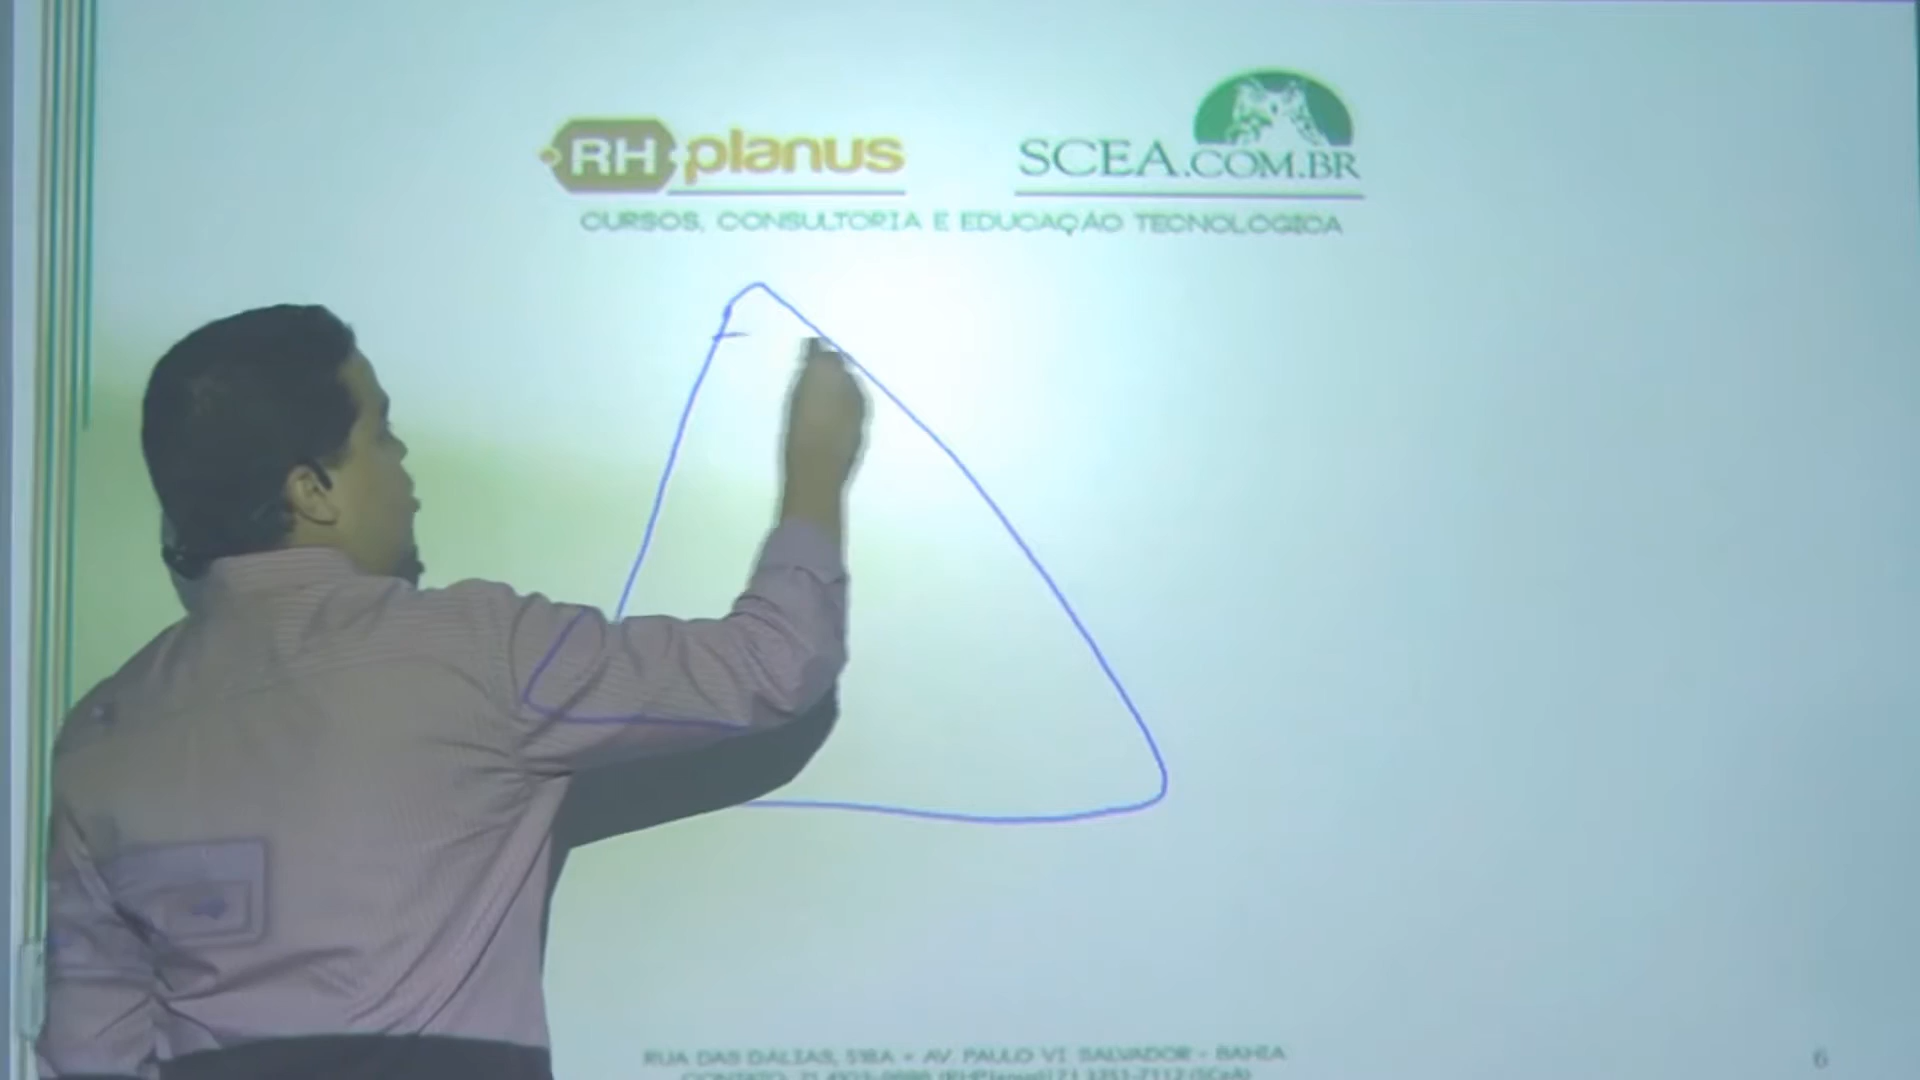 RH planus
SCEA.COM.BR
CURSOS, CONSULTORIA E EDUCAÇÃO TECNOLOGICA
RUA DAS DALIAS, 518A • AV. PAULO VI SALVADOR - BAHIA
6